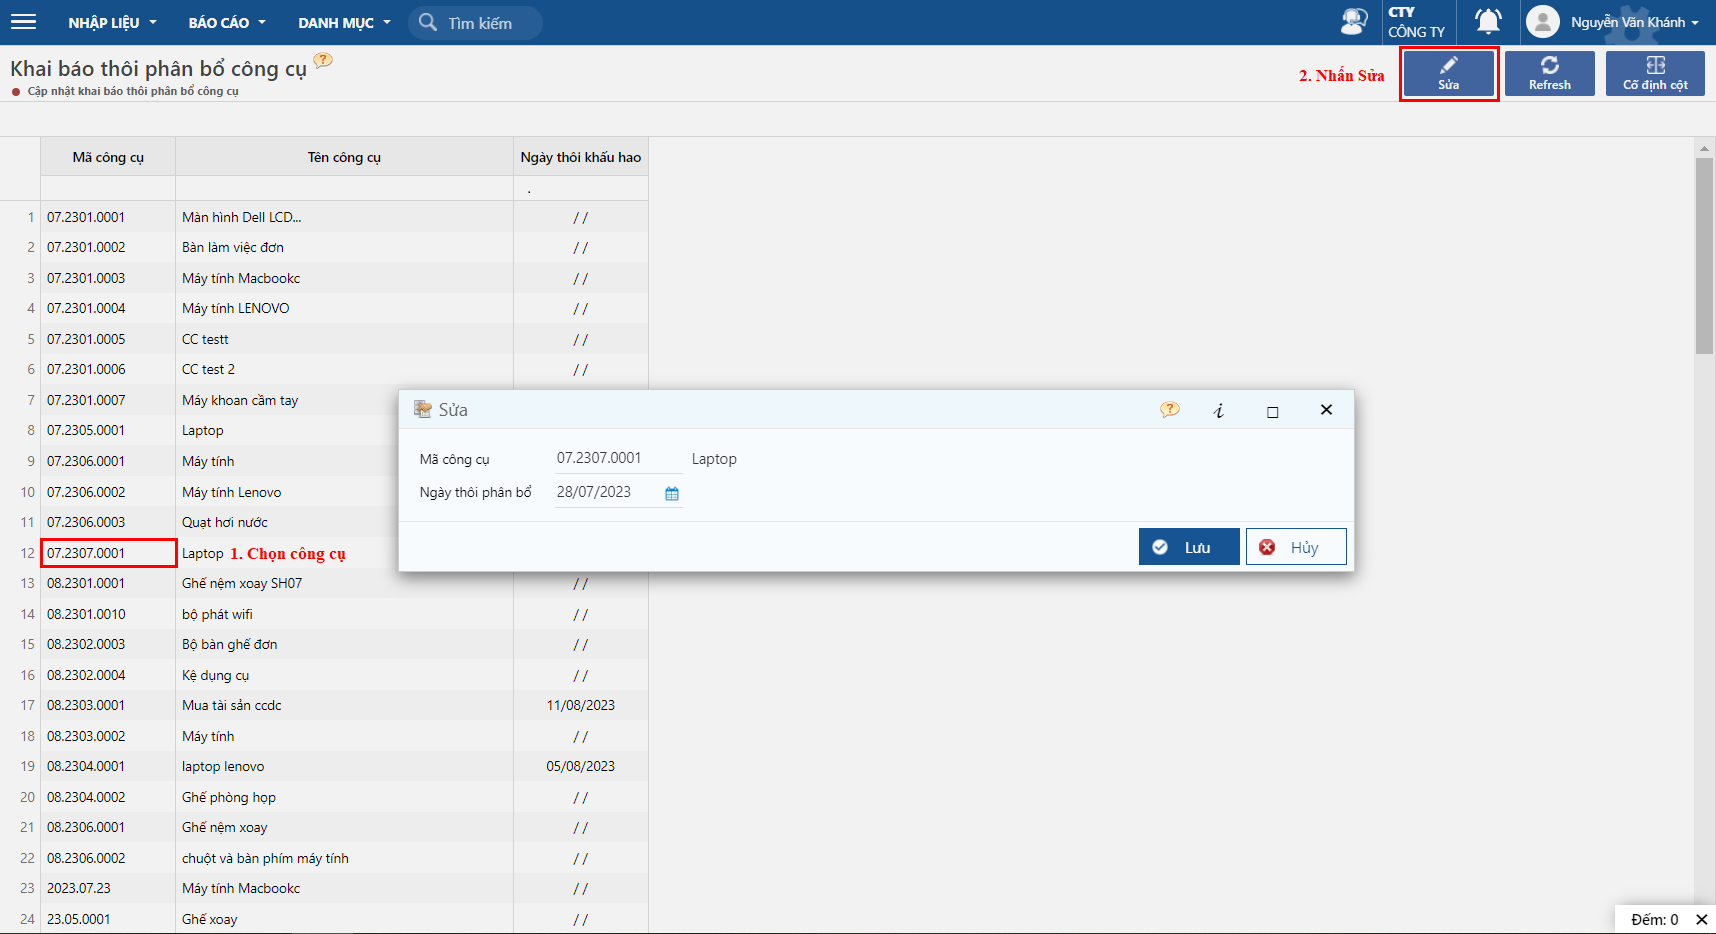 NHẬP LIỆU BÁO CÁO DANH MỤC Tìm kiếm CTY CÔNG TY Nguyễn Văn Khánh
Khai báo thôi phân bổ công cụ ?
Cập nhật khai báo thôi phân bổ công cụ
2. Nhấn Sửa Sửa Refresh Cố định cột
Mã công cụ Tên công cụ Ngày thôi khấu hao
.
1 07.2301.0001 Màn hình Dell LCD... / /
2 07.2301.0002 Bàn làm việc đơn / /
3 07.2301.0003 Máy tính Macbookc / /
4 07.2301.0004 Máy tính LENOVO / /
5 07.2301.0005 CC testt / /
6 07.2301.0006 CC test 2 / /
7 07.2301.0007 Máy khoan cầm tay
8 07.2305.0001 Laptop
9 07.2306.0001 Máy tính
10 07.2306.0002 Máy tính Lenovo
11 07.2306.0003 Quạt hơi nước
12 07.2307.0001 Laptop 1. Chọn công cụ
13 08.2301.0001 Ghế nệm xoay SH07 / /
14 08.2301.0010 bộ phát wifi / /
15 08.2302.0003 Bộ bàn ghế đơn / /
16 08.2302.0004 Kệ dụng cụ / /
17 08.2303.0001 Mua tài sản ccdc 11/08/2023
18 08.2303.0002 Máy tính / /
19 08.2304.0001 laptop lenovo 05/08/2023
20 08.2304.0002 Ghế phòng họp / /
21 08.2306.0001 Ghế nệm xoay / /
22 08.2306.0002 chuột và bàn phím máy tính / /
23 2023.07.23 Máy tính Macbookc / /
24 23.05.0001 Ghế xoay / /
Sửa ? i
Mã công cụ 07.2307.0001 Laptop
Ngày thôi phân bổ 28/07/2023
Lưu Hủy
Đếm: 0